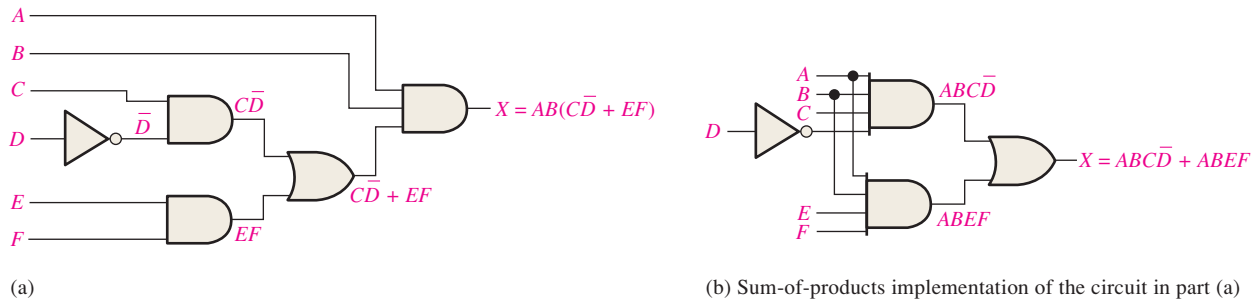 A
B
C
D
D̅
CD̅
E
F
EF
CD̅ + EF
X = AB(CD̅ + EF)
(a)
A
B
C
D
ABCD̅
E
F
ABEF
X = ABCD̅ + ABEF
(b) Sum-of-products implementation of the circuit in part (a)